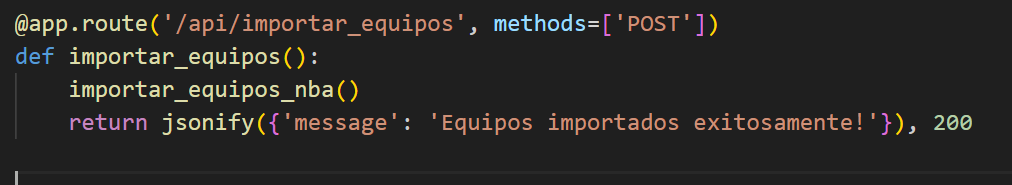 @app.route('/api/importar_equipos', methods=['POST'])
def importar_equipos():
    importar_equipos_nba()
    return jsonify({'message': 'Equipos importados exitosamente!'}), 200